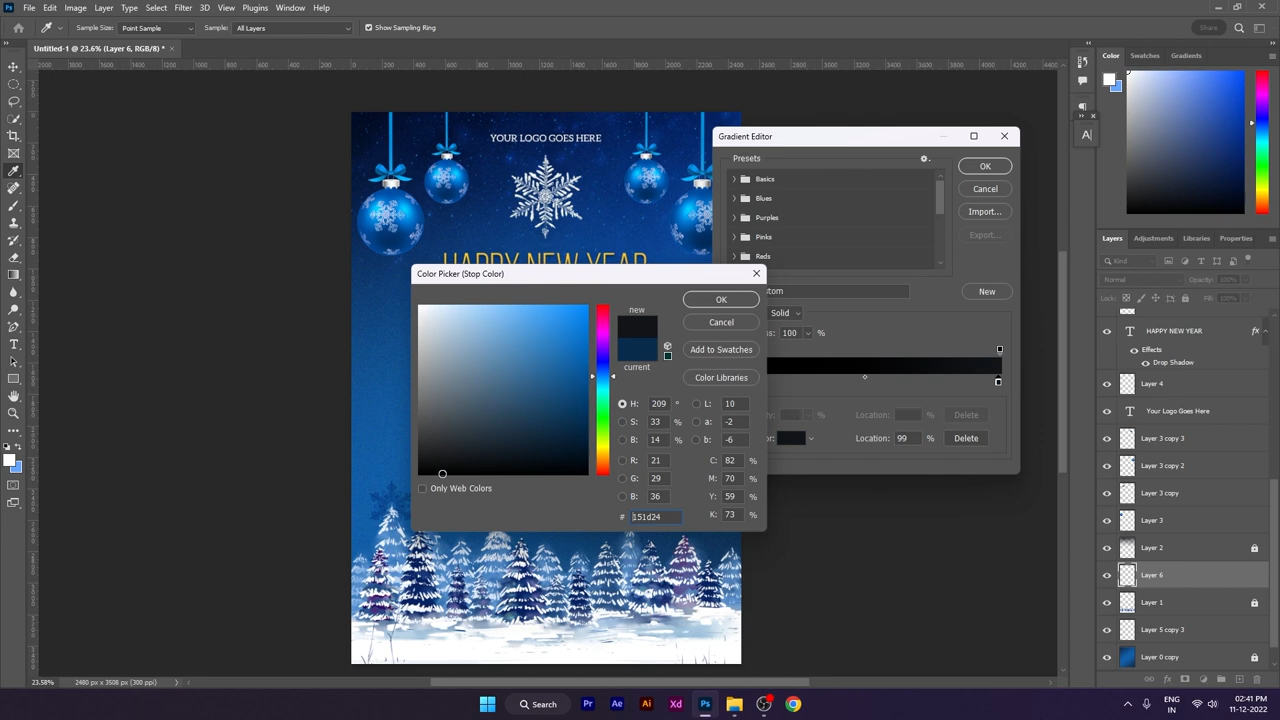 File Edit Image Layer Type Select Filter 3D View Plugins Window Help
Sample Size: Point Sample Sample: All Layers Show Sampling Ring Share
Untitled-1 @ 23.6% (Layer 6, RGB/8) * ×
Color Swatches Gradients
YOUR LOGO GOES HERE
HAPPY NEW YEAR
Gradient Editor
Presets
Basics
Blues
Purples
Pinks
Reds
OK
Cancel
Import...
Export...
New
Solid
100 %
Location: % Delete
Location: 99 % Delete
Color Picker (Stop Color)
new
current
OK
Cancel
Add to Swatches
Color Libraries
H: 209 ° L: 10
S: 33 % a: -2
B: 14 % b: -6
R: 21 C: 82 %
G: 29 M: 70 %
B: 36 Y: 59 %
# 151d24 K: 73 %
Only Web Colors
Layers Adjustments Libraries Properties
Kind
Normal Opacity: 100%
Lock: Fill: 100%
HAPPY NEW YEAR fx
Effects
Drop Shadow
Layer 4
Your Logo Goes Here
Layer 3 copy 3
Layer 3 copy 2
Layer 3 copy
Layer 3
Layer 2
Layer 6
Layer 1
Layer 5 copy 3
Layer 0 copy
23.58% 2480 px x 3508 px (300 ppi)
Search Pr Ae Ai Xd Ps
ENG
IN
02:41 PM
11-12-2022